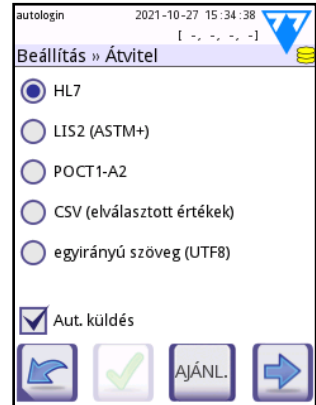 autologin 2021-10-27 15:34:38
[ -, -, -, -]
Beállítás » Átvitel
HL7
LIS2 (ASTM+)
POCT1-A2
CSV (elválasztott értékek)
egyirányú szöveg (UTF8)
Aut. küldés
AJÁNL.